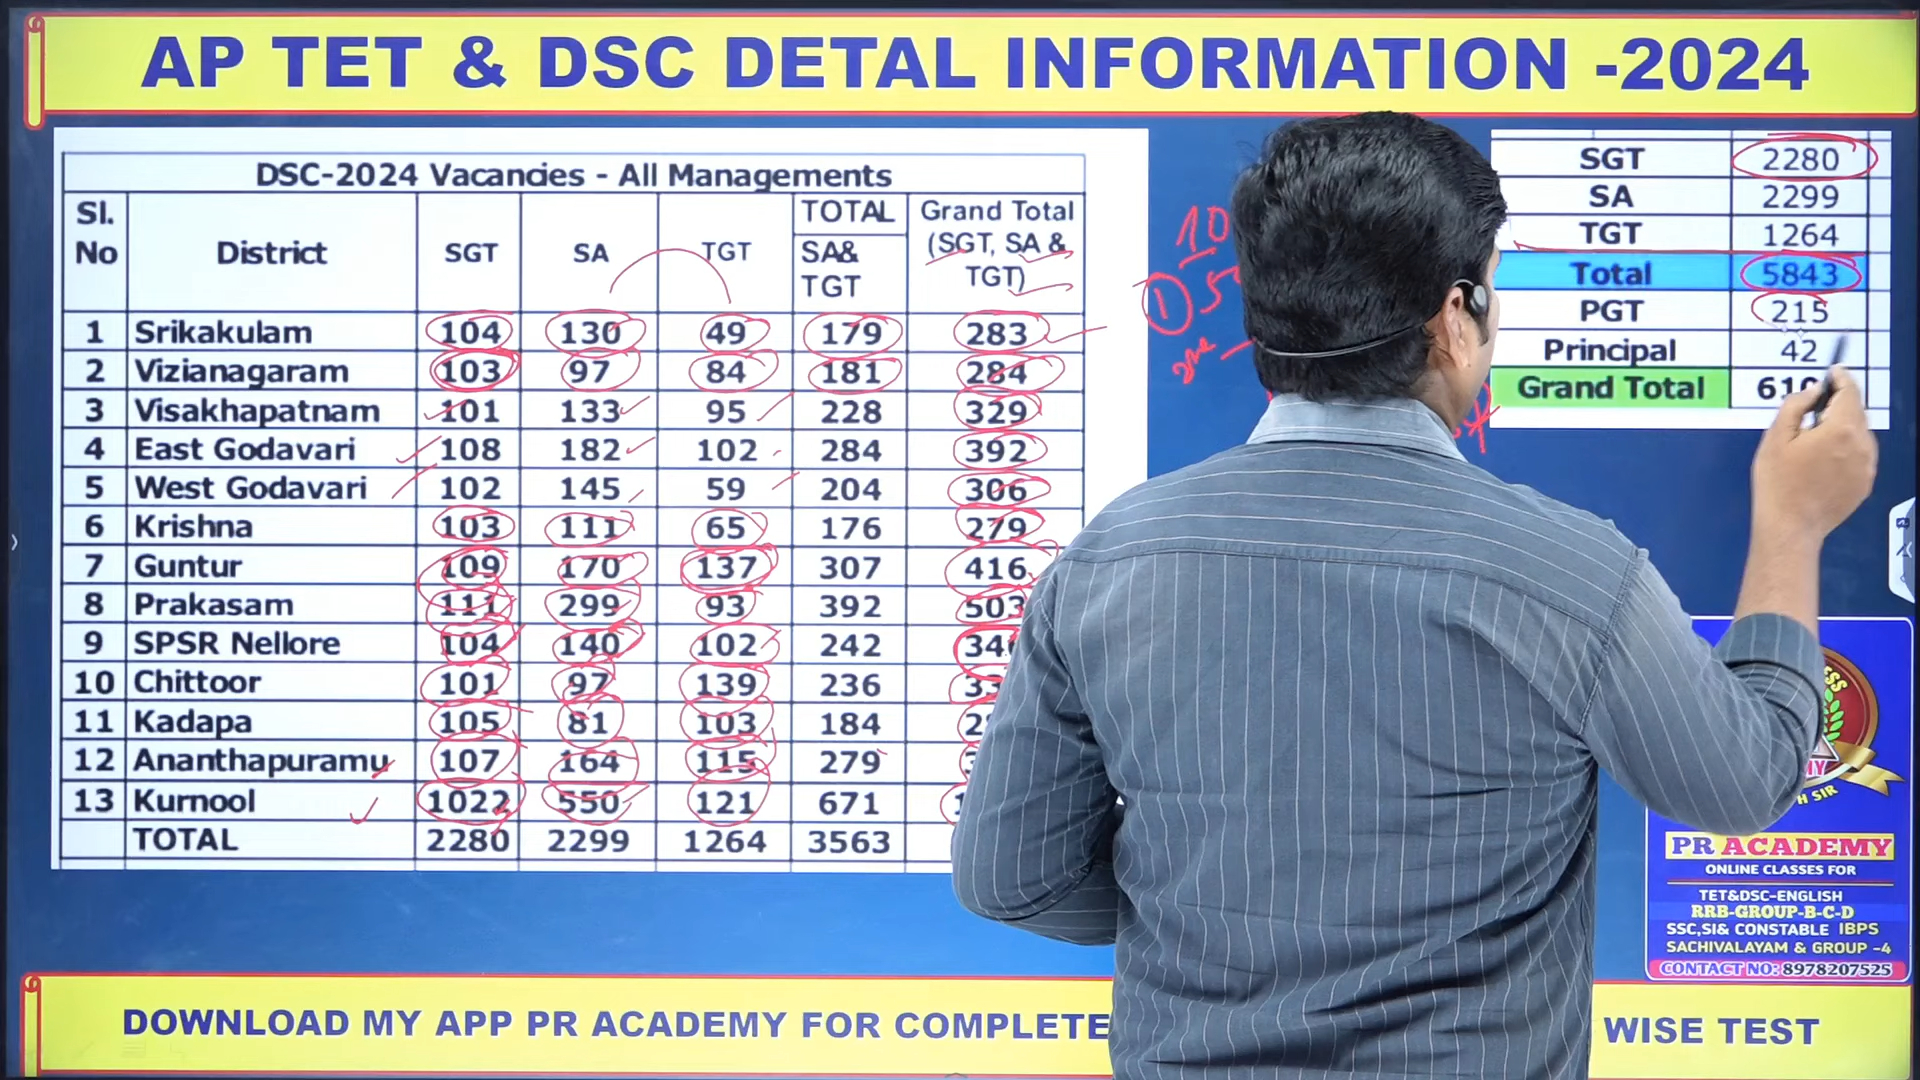 AP TET & DSC DETAL INFORMATION -2024
DSC-2024 Vacancies - All Managements
Sl. No District SGT SA TGT TOTAL SA& TGT Grand Total (SGT, SA & TGT)
1 Srikakulam 104 130 49 179 283
2 Vizianagaram 103 97 84 181 284
3 Visakhapatnam 101 133 95 228 329
4 East Godavari 108 182 102 284 392
5 West Godavari 102 145 59 204 306
6 Krishna 103 111 65 176 279
7 Guntur 109 170 137 307 416
8 Prakasam 111 299 93 392 503
9 SPSR Nellore 104 140 102 242
10 Chittoor 101 97 139 236
11 Kadapa 105 81 103 184
12 Ananthapuramu 107 164 115 279
13 Kurnool 1022 550 121 671
TOTAL 2280 2299 1264 3563
10
1
SGT 2280
SA 2299
TGT 1264
Total 5843
PGT 215
Principal 42
Grand Total
H SIR
PR ACADEMY
ONLINE CLASSES FOR
TET&DSC-ENGLISH
RRB-GROUP-B-C-D
SSC,SI& CONSTABLE IBPS
SACHIVALAYAM & GROUP -4
CONTACT NO: 8978207525
DOWNLOAD MY APP PR ACADEMY FOR COMPLETE WISE TEST